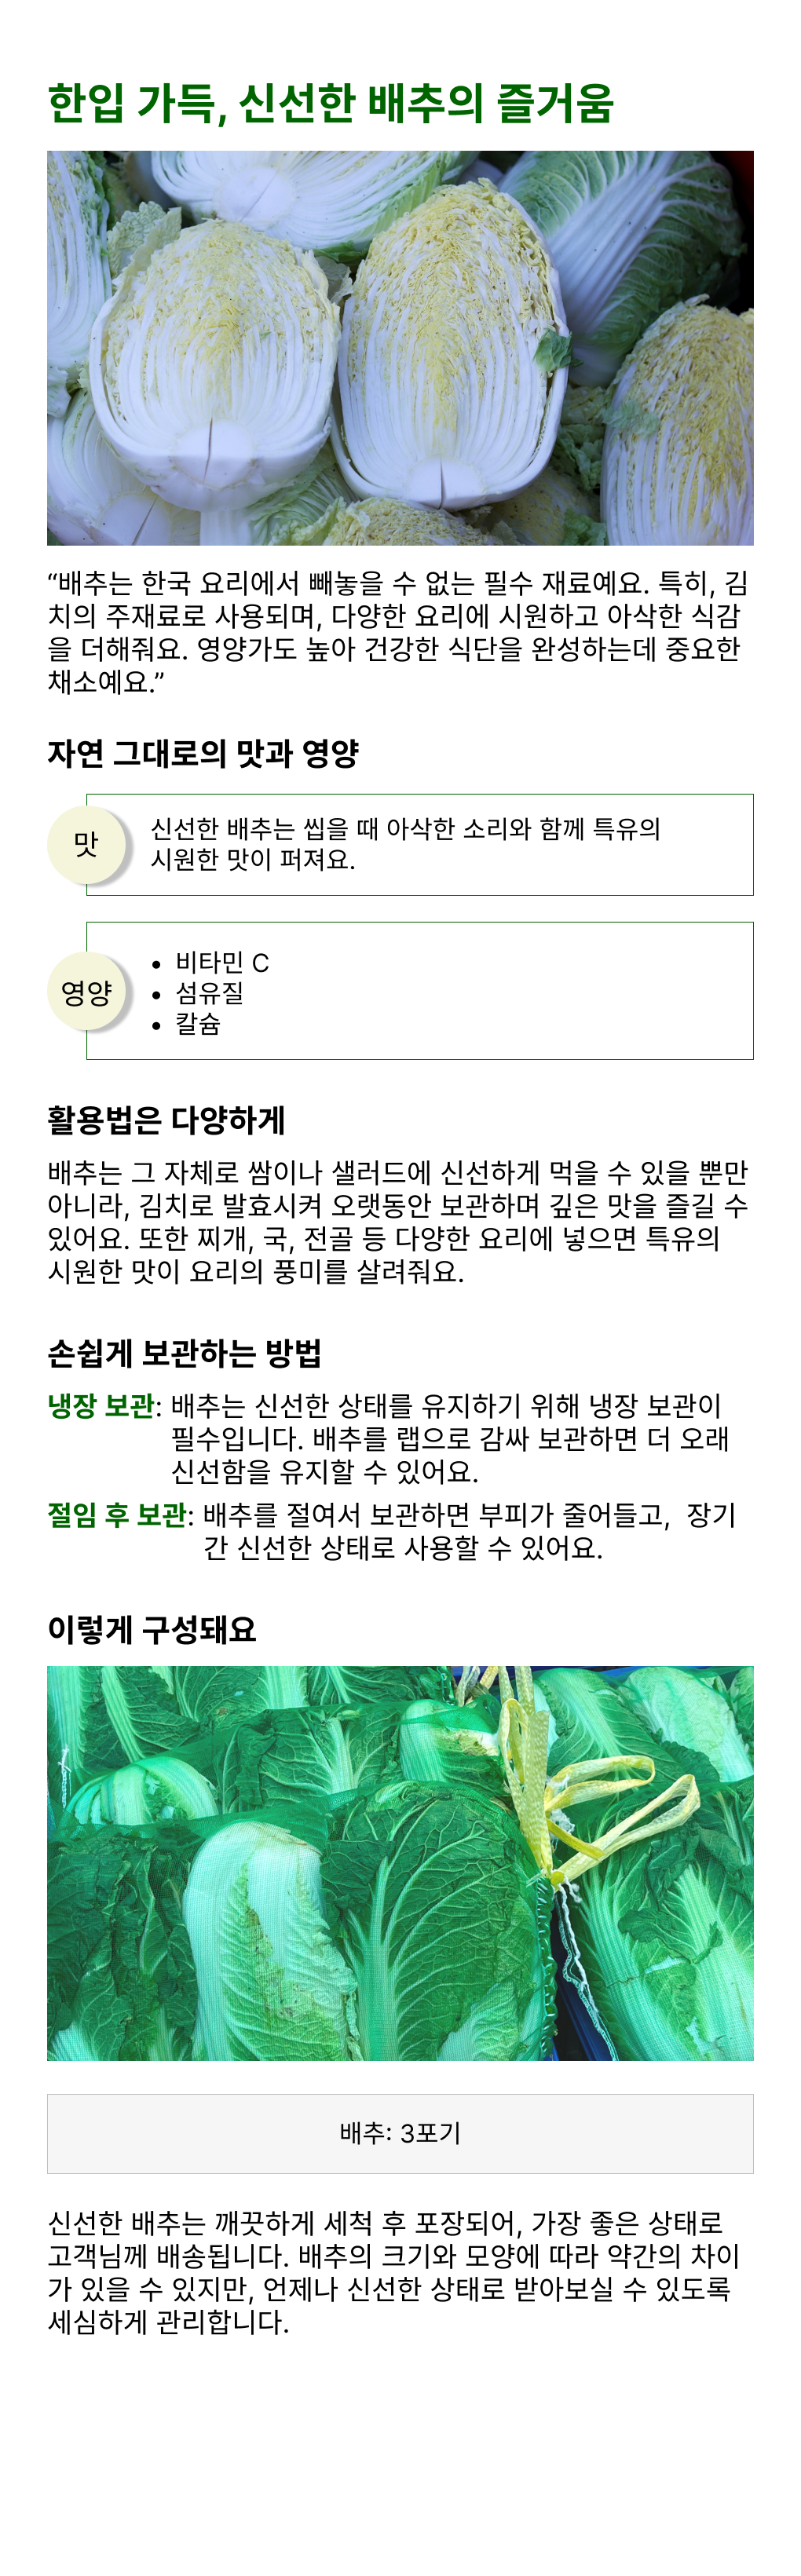 한입 가득, 신선한 배추의 즐거움
“배추는 한국 요리에서 빼놓을 수 없는 필수 재료예요. 특히, 김
치의 주재료로 사용되며, 다양한 요리에 시원하고 아삭한 식감
을 더해줘요. 영양가도 높아 건강한 식단을 완성하는데 중요한
채소예요.”
자연 그대로의 맛과 영양
맛
신선한 배추는 씹을 때 아삭한 소리와 함께 특유의
시원한 맛이 퍼져요.
영양
• 비타민 C
• 섬유질
• 칼슘
활용법은 다양하게
배추는 그 자체로 쌈이나 샐러드에 신선하게 먹을 수 있을 뿐만
아니라, 김치로 발효시켜 오랫동안 보관하며 깊은 맛을 즐길 수
있어요. 또한 찌개, 국, 전골 등 다양한 요리에 넣으면 특유의
시원한 맛이 요리의 풍미를 살려줘요.
손쉽게 보관하는 방법
냉장 보관: 배추는 신선한 상태를 유지하기 위해 냉장 보관이
필수입니다. 배추를 랩으로 감싸 보관하면 더 오래
신선함을 유지할 수 있어요.
절임 후 보관: 배추를 절여서 보관하면 부피가 줄어들고, 장기
간 신선한 상태로 사용할 수 있어요.
이렇게 구성돼요
배추: 3포기
신선한 배추는 깨끗하게 세척 후 포장되어, 가장 좋은 상태로
고객님께 배송됩니다. 배추의 크기와 모양에 따라 약간의 차이
가 있을 수 있지만, 언제나 신선한 상태로 받아보실 수 있도록
세심하게 관리합니다.